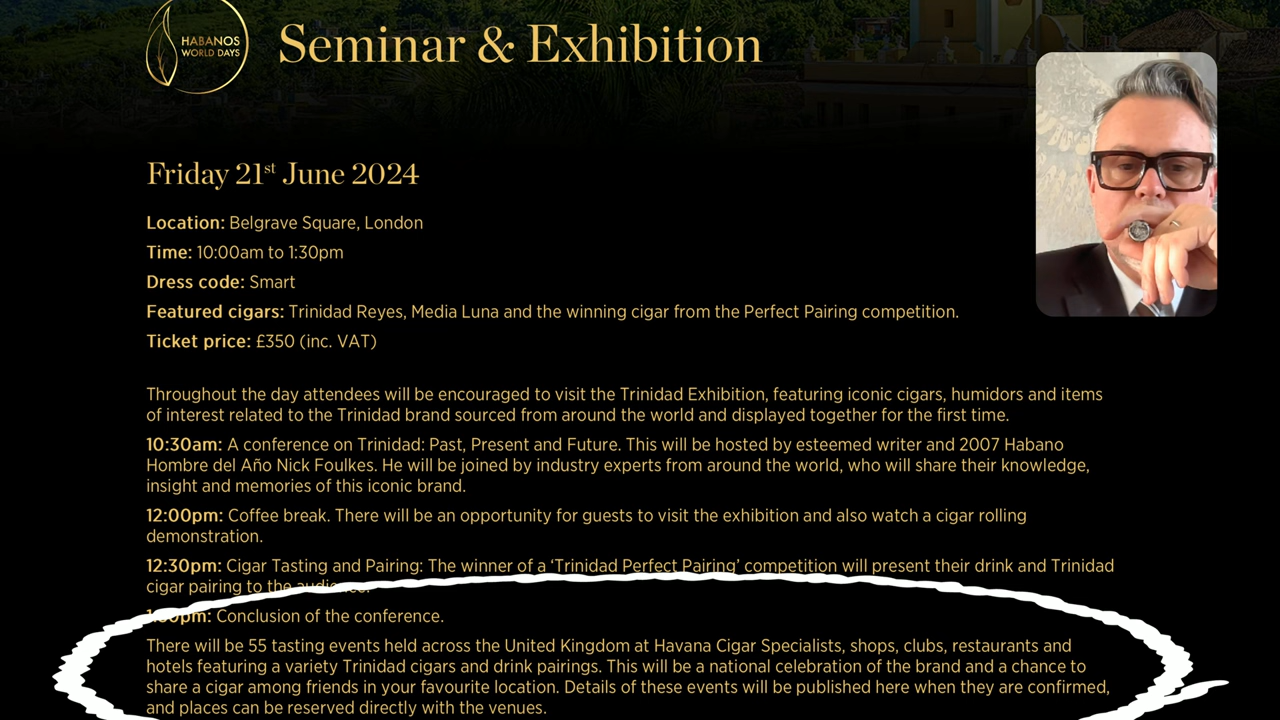 HABANOS
WORLD DAYS
Seminar & Exhibition
Friday 21st June 2024
Location: Belgrave Square, London
Time: 10:00am to 1:30pm
Dress code: Smart
Featured cigars: Trinidad Reyes, Media Luna and the winning cigar from the Perfect Pairing competition.
Ticket price: £350 (inc. VAT)
Throughout the day attendees will be encouraged to visit the Trinidad Exhibition, featuring iconic cigars, humidors and items
of interest related to the Trinidad brand sourced from around the world and displayed together for the first time.
10:30am: A conference on Trinidad: Past, Present and Future. This will be hosted by esteemed writer and 2007 Habano
Hombre del Año Nick Foulkes. He will be joined by industry experts from around the world, who will share their knowledge,
insight and memories of this iconic brand.
12:00pm: Coffee break. There will be an opportunity for guests to visit the exhibition and also watch a cigar rolling
demonstration.
12:30pm: Cigar Tasting and Pairing: The winner of a ‘Trinidad Perfect Pairing’ competition will present their drink and Trinidad
cigar pairing to the audience.
Conclusion of the conference.
There will be 55 tasting events held across the United Kingdom at Havana Cigar Specialists, shops, clubs, restaurants and
hotels featuring a variety Trinidad cigars and drink pairings. This will be a national celebration of the brand and a chance to
share a cigar among friends in your favourite location. Details of these events will be published here when they are confirmed,
and places can be reserved directly with the venues.